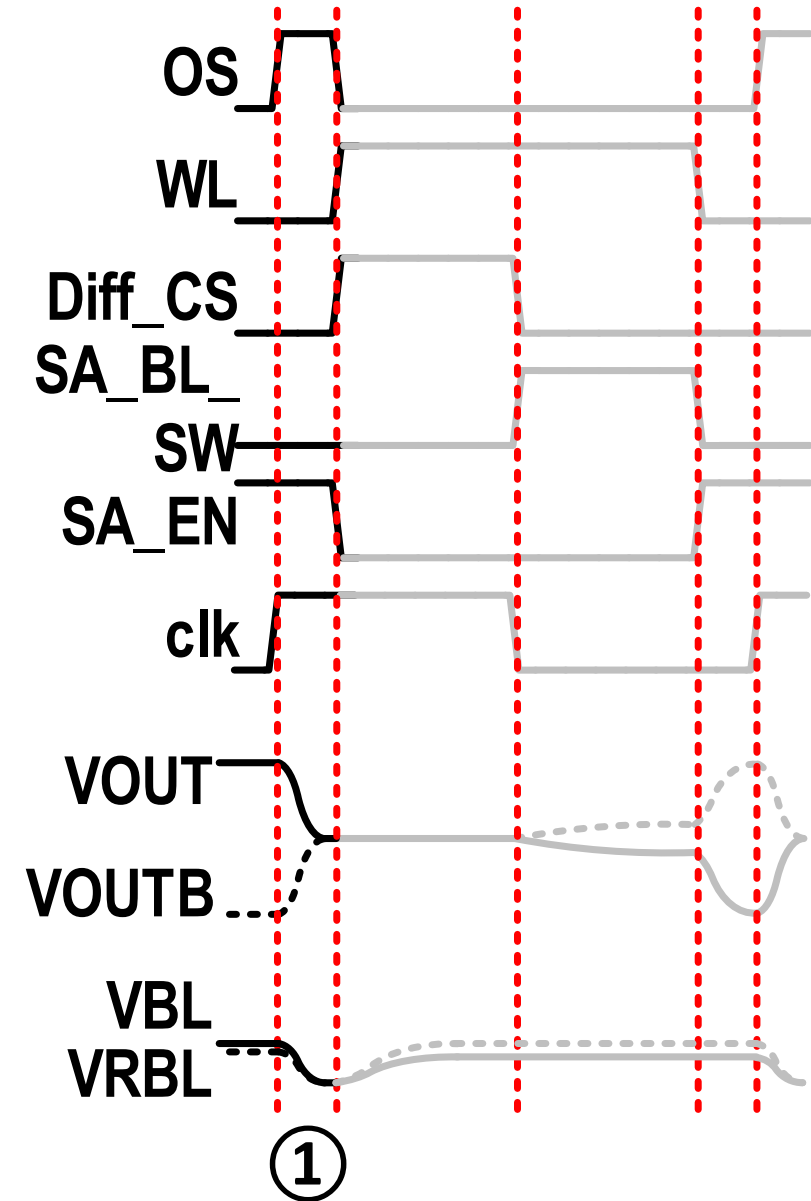 OS
WL
Diff_CS
SA_BL_
SW
SA_EN
clk
VOUT
VOUTB
VBL
VRBL
1